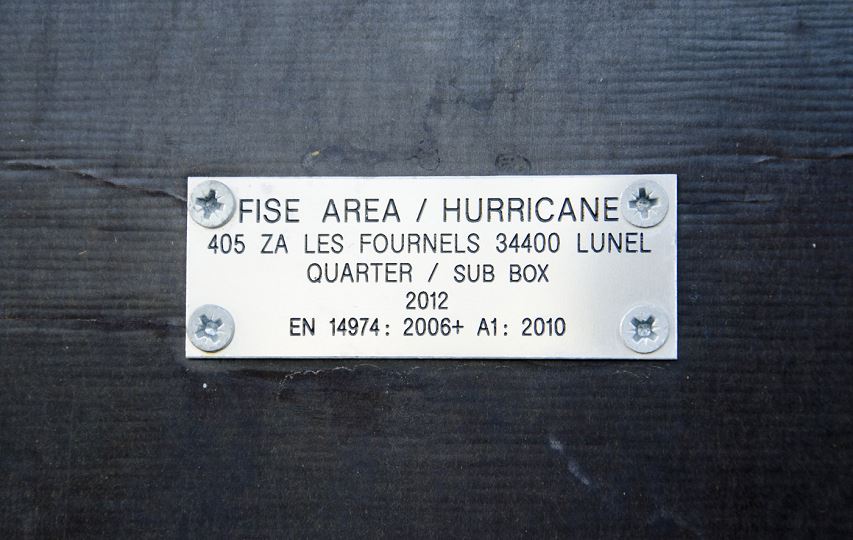 FISE AREA / HURRICANE
405 ZA LES FOURNELS 34400 LUNEL
QUARTER / SUB BOX
2012
EN 14974: 2006+ A1: 2010